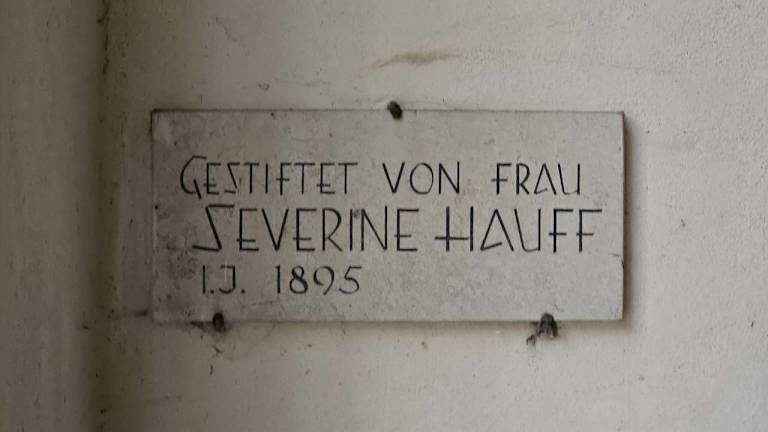 GESTIFTET VON FRAU
SEVERINE HAUFF
I.J. 1895